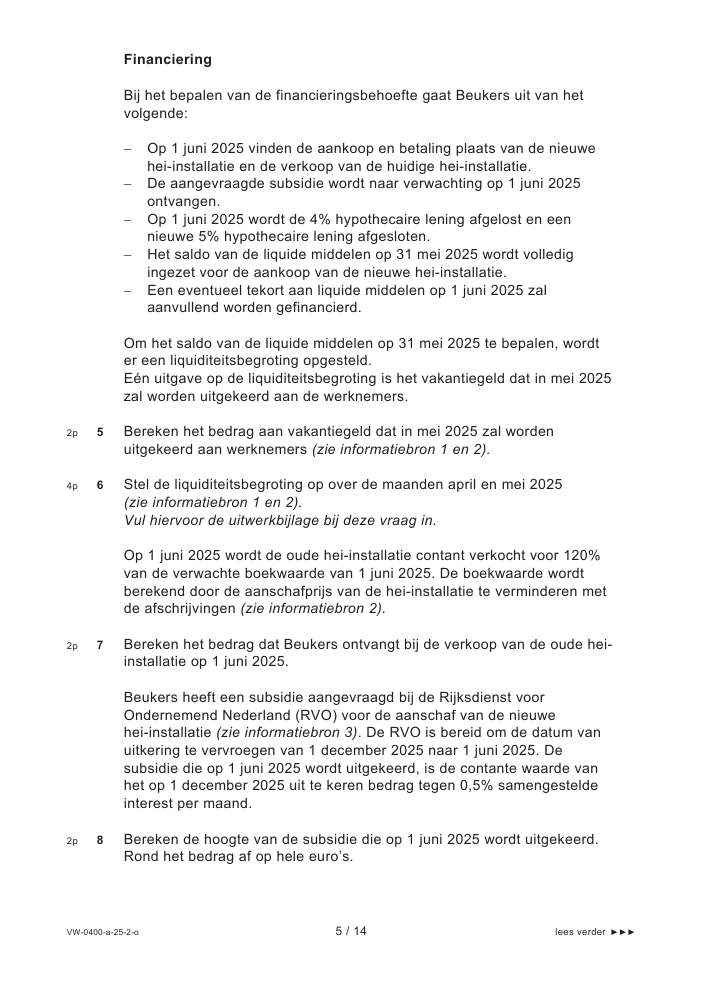 Financiering
Bij het bepalen van de financieringsbehoefte gaat Beukers uit van het
volgende:
– Op 1 juni 2025 vinden de aankoop en betaling plaats van de nieuwe
hei-installatie en de verkoop van de huidige hei-installatie.
– De aangevraagde subsidie wordt naar verwachting op 1 juni 2025
ontvangen.
– Op 1 juni 2025 wordt de 4% hypothecaire lening afgelost en een
nieuwe 5% hypothecaire lening afgesloten.
– Het saldo van de liquide middelen op 31 mei 2025 wordt volledig
ingezet voor de aankoop van de nieuwe hei-installatie.
– Een eventueel tekort aan liquide middelen op 1 juni 2025 zal
aanvullend worden gefinancierd.
Om het saldo van de liquide middelen op 31 mei 2025 te bepalen, wordt
er een liquiditeitsbegroting opgesteld.
Eén uitgave op de liquiditeitsbegroting is het vakantiegeld dat in mei 2025
zal worden uitgekeerd aan de werknemers.
2p 5 Bereken het bedrag aan vakantiegeld dat in mei 2025 zal worden
uitgekeerd aan werknemers (zie informatiebron 1 en 2).
4p 6 Stel de liquiditeitsbegroting op over de maanden april en mei 2025
(zie informatiebron 1 en 2).
Vul hiervoor de uitwerkbijlage bij deze vraag in.
Op 1 juni 2025 wordt de oude hei-installatie contant verkocht voor 120%
van de verwachte boekwaarde van 1 juni 2025. De boekwaarde wordt
berekend door de aanschafprijs van de hei-installatie te verminderen met
de afschrijvingen (zie informatiebron 2).
2p 7 Bereken het bedrag dat Beukers ontvangt bij de verkoop van de oude hei-
installatie op 1 juni 2025.
Beukers heeft een subsidie aangevraagd bij de Rijksdienst voor
Ondernemend Nederland (RVO) voor de aanschaf van de nieuwe
hei-installatie (zie informatiebron 3). De RVO is bereid om de datum van
uitkering te vervroegen van 1 december 2025 naar 1 juni 2025. De
subsidie die op 1 juni 2025 wordt uitgekeerd, is de contante waarde van
het op 1 december 2025 uit te keren bedrag tegen 0,5% samengestelde
interest per maand.
2p 8 Bereken de hoogte van de subsidie die op 1 juni 2025 wordt uitgekeerd.
Rond het bedrag af op hele euro's.
VW-0400-a-25-2-o 5 / 14 lees verder ►►►